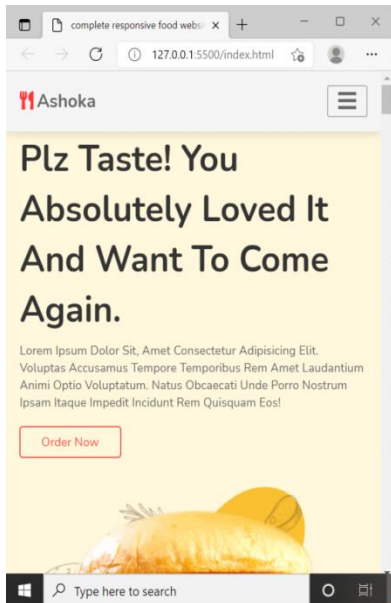 complete responsive food websi
127.0.0.1:5500/index.html
Ashoka
Plz Taste! You
Absolutely Loved It
And Want To Come
Again.
Lorem Ipsum Dolor Sit, Amet Consectetur Adipisicing Elit.
Voluptas Accusamus Tempore Temporibus Rem Amet Laudantium
Animi Optio Voluptatum. Natus Obcaecati Unde Porro Nostrum
Ipsam Itaque Impedit Incidunt Rem Quisquam Eos!
Order Now
Type here to search